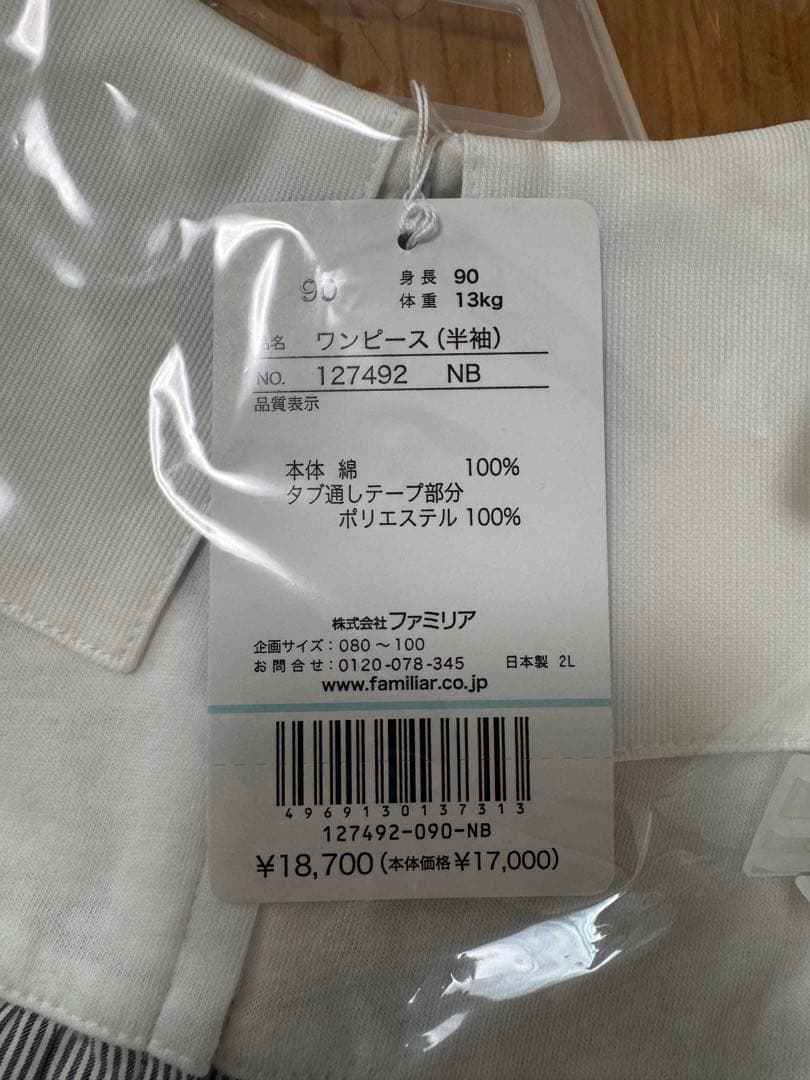 90
身長 90
体重 13kg
品名 ワンピース(半袖)
NO. 127492 NB
品質表示
本体 綿 100%
タブ通しテープ部分
ポリエステル 100%
株式会社ファミリア
企画サイズ：080～100
お問合せ：0120-078-345 日本製 2L
www.familiar.co.jp
4969130137313
127492-090-NB
¥18,700(本体価格¥17,000)